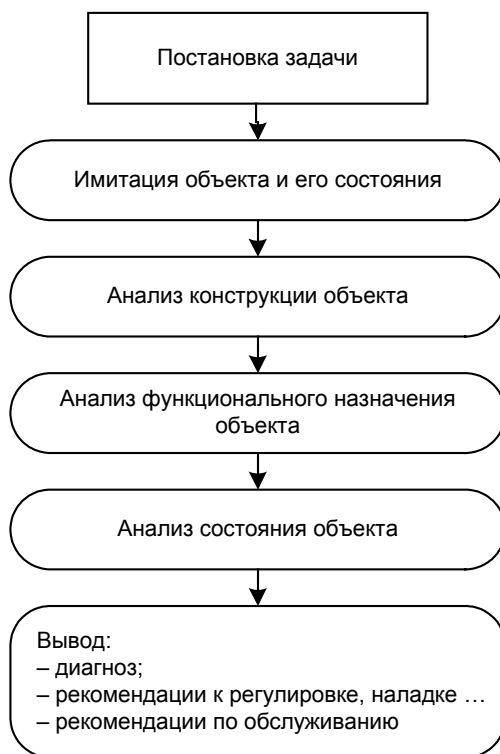 Постановка задачи
Имитация объекта и его состояния
Анализ конструкции объекта
Анализ функционального назначения
объекта
Анализ состояния объекта
Вывод:
– диагноз;
– рекомендации к регулировке, наладке ...
– рекомендации по обслуживанию